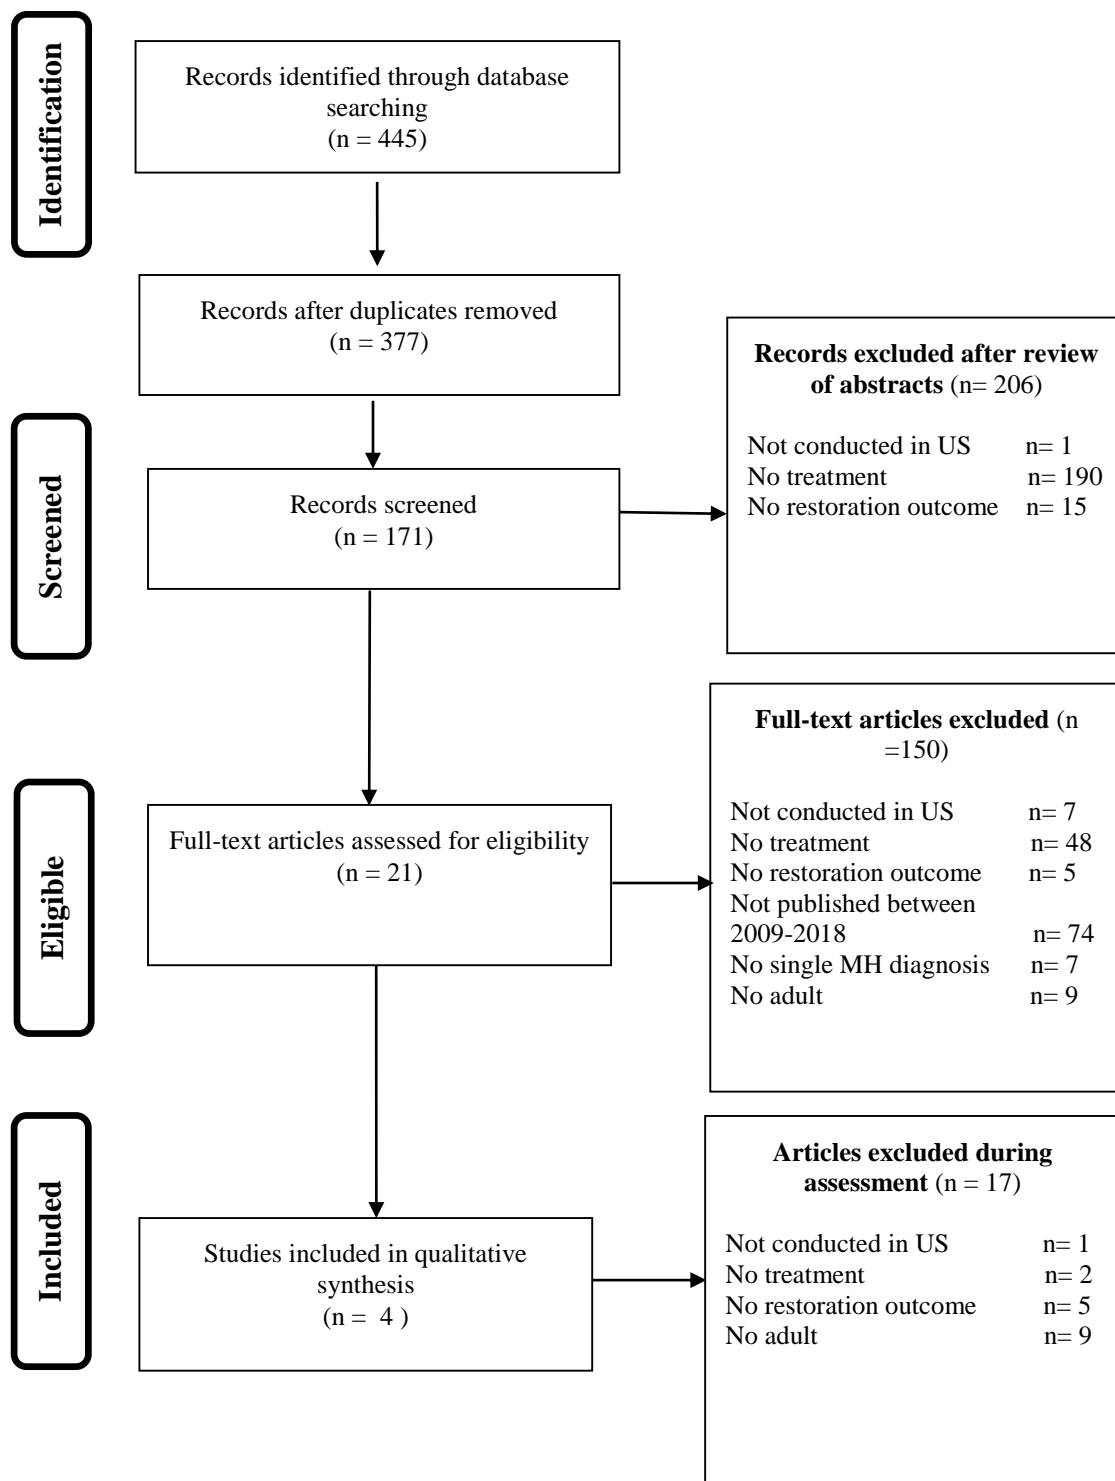 Identification
Records identified through database
searching
(n = 445)
Records after duplicates removed
(n = 377)
Screened
Records screened
(n = 171)
Records excluded after review
of abstracts (n= 206)
Not conducted in US n= 1
No treatment n= 190
No restoration outcome n= 15
Eligible
Full-text articles assessed for eligibility
(n = 21)
Full-text articles excluded (n
=150)
Not conducted in US n= 7
No treatment n= 48
No restoration outcome n= 5
Not published between
2009-2018 n= 74
No single MH diagnosis n= 7
No adult n= 9
Included
Studies included in qualitative
synthesis
(n = 4 )
Articles excluded during
assessment (n = 17)
Not conducted in US n= 1
No treatment n= 2
No restoration outcome n= 5
No adult n= 9